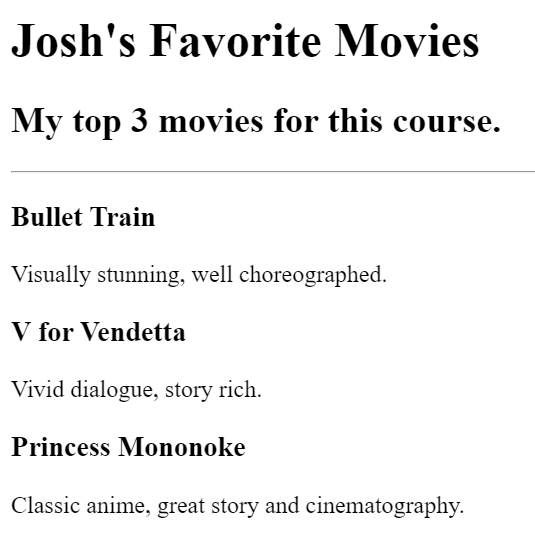 Josh's Favorite Movies
My top 3 movies for this course.
Bullet Train
Visually stunning, well choreographed.
V for Vendetta
Vivid dialogue, story rich.
Princess Mononoke
Classic anime, great story and cinematography.